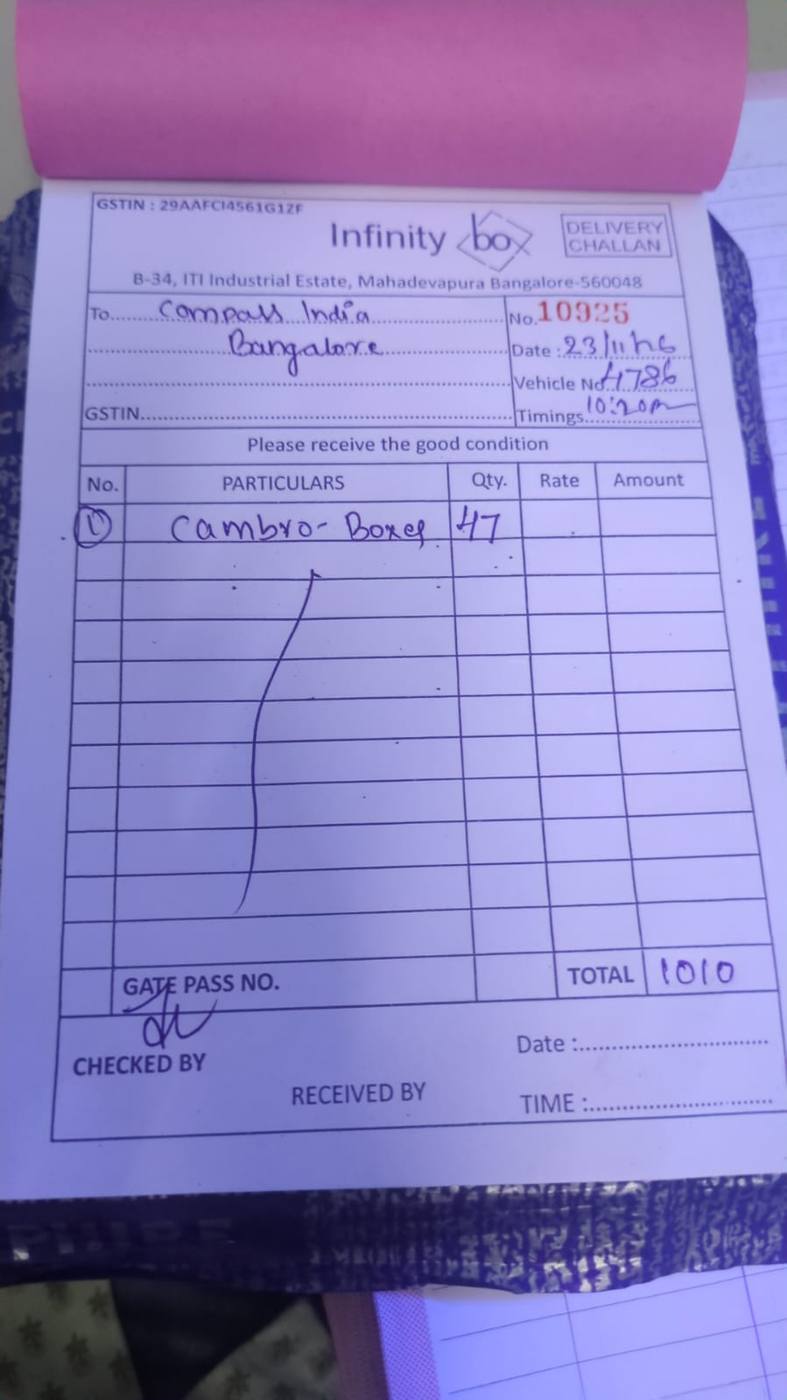 GSTIN : 29AAFCI4561G1ZF
Infinity box
DELIVERY
CHALLAN
B-34, ITI Industrial Estate, Mahadevapura Bangalore-560048
To..... Compass India
Bangalore
GSTIN.....
No. 10925
Date : 23/11/
Vehicle No 4786
Timings..... 10:20
Please receive the good condition
No. PARTICULARS Qty. Rate Amount
1 Cambro- Boxes 47
GATE PASS NO. TOTAL 1010
CHECKED BY
RECEIVED BY
Date :.....
TIME :.....